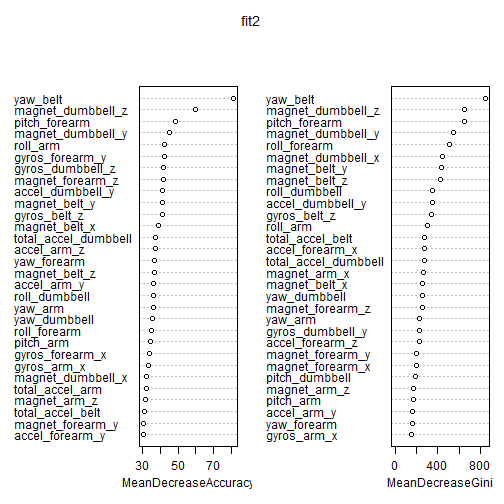 fit2
yaw_belt
magnet_dumbbell_z
pitch_forearm
magnet_dumbbell_y
roll_arm
gyros_forearm_y
gyros_dumbbell_z
magnet_forearm_z
accel_dumbbell_y
magnet_belt_y
gyros_belt_z
magnet_belt_x
total_accel_dumbbell
accel_arm_z
yaw_forearm
magnet_belt_z
accel_arm_y
roll_dumbbell
yaw_arm
yaw_dumbbell
roll_forearm
pitch_arm
gyros_forearm_x
gyros_arm_x
magnet_dumbbell_x
total_accel_arm
magnet_arm_z
total_accel_belt
magnet_forearm_y
accel_forearm_y
30 50 70
MeanDecreaseAccuracy
yaw_belt
magnet_dumbbell_z
pitch_forearm
magnet_dumbbell_y
roll_forearm
magnet_dumbbell_x
magnet_belt_y
magnet_belt_z
roll_dumbbell
accel_dumbbell_y
gyros_belt_z
roll_arm
total_accel_belt
accel_forearm_x
total_accel_dumbbell
magnet_arm_x
magnet_belt_x
yaw_dumbbell
magnet_forearm_z
yaw_arm
gyros_dumbbell_y
accel_forearm_z
magnet_forearm_y
magnet_forearm_x
pitch_dumbbell
magnet_arm_z
pitch_arm
accel_arm_y
yaw_forearm
gyros_arm_x
0 400 800
MeanDecreaseGini